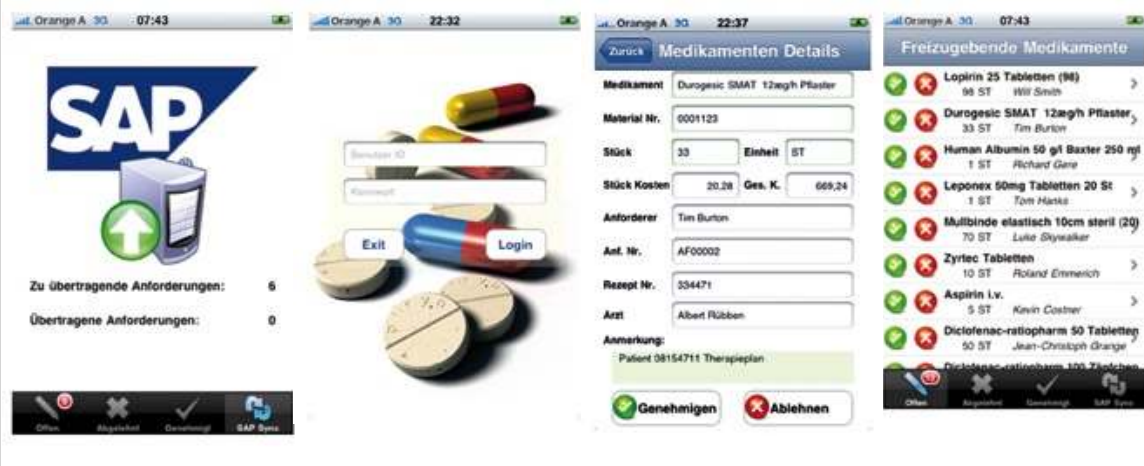 Orange A 3G 07:43
SAP
Zu übertragende Anforderungen: 6
Übertragene Anforderungen: 0
9
Offen Abgelehnt Genehmigt SAP Sync
Orange A 3G 22:32
Benutzer ID
Kennwort
Exit Login
Orange A 3G 22:37
Zurück Medikamenten Details
Medikament Durogesic SMAT 12æg/h Pflaster
Material Nr. 0001123
Stück 33 Einheit ST
Stück Kosten 20,28 Ges. K. 669,24
Anforderer Tim Burton
Anf. Nr. AF00002
Rezept Nr. 334471
Arzt Albert Rübben
Anmerkung:
Patient 08154711 Therapieplan
Genehmigen Ablehnen
Orange A 3G 07:43
Freizugebende Medikamente
Lopirin 25 Tabletten (98)
98 ST Will Smith
Durogesic SMAT 12æg/h Pflaster
33 ST Tim Burton
Human Albumin 50 g/l Baxter 250 ml
1 ST Richard Gere
Leponex 50mg Tabletten 20 St
1 ST Tom Hanks
Mullbinde elastisch 10cm steril (20)
70 ST Luke Skywalker
Zyrtec Tabletten
10 ST Roland Emmerich
Aspirin i.v.
5 ST Kevin Costner
Diclofenac-ratiopharm 50 Tabletten
50 ST Jean-Christoph Grange
Diclofenac-ratiopharm 100 Zäpfchen
Offen Abgelehnt Genehmigt SAP Sync